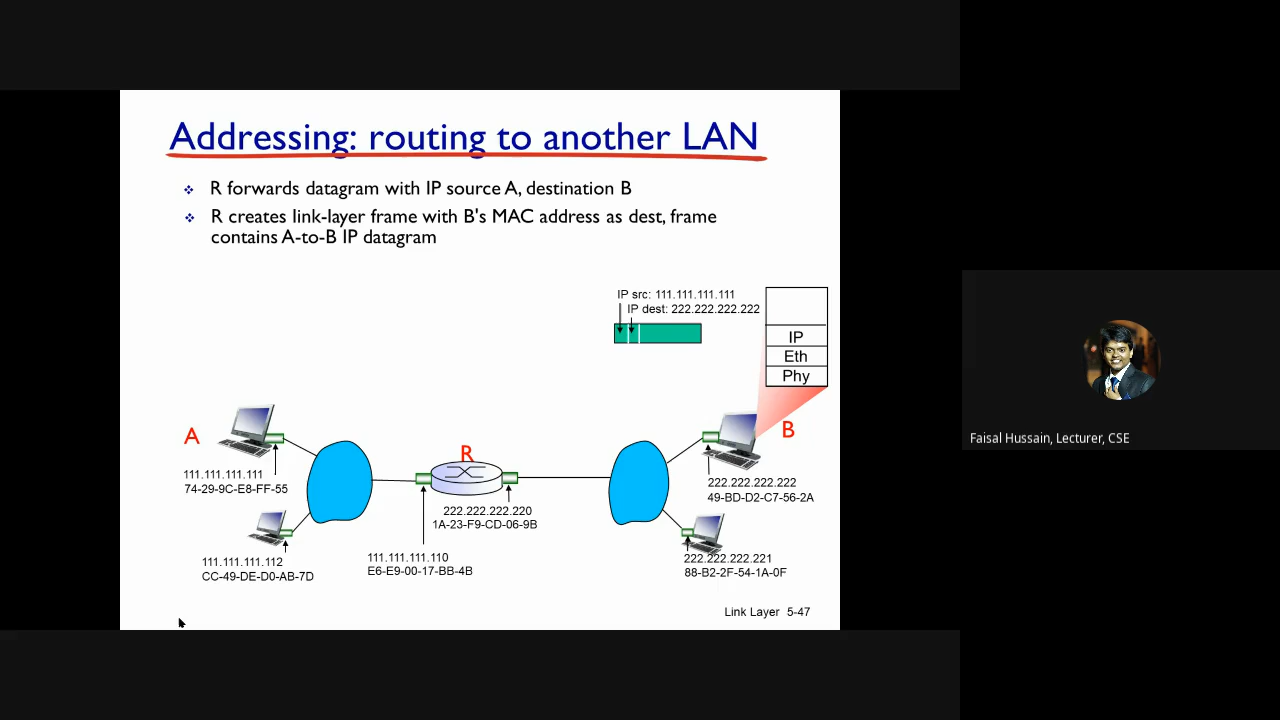 Addressing: routing to another LAN
R forwards datagram with IP source A, destination B
R creates link-layer frame with B's MAC address as dest, frame
contains A-to-B IP datagram
IP src: 111.111.111.111
IP dest: 222.222.222.222
IP
Eth
Phy
A
R
B
111.111.111.111
74-29-9C-E8-FF-55
222.222.222.222
49-BD-D2-C7-56-2A
222.222.222.220
1A-23-F9-CD-06-9B
111.111.111.112
CC-49-DE-D0-AB-7D
111.111.111.110
E6-E9-00-17-BB-4B
222.222.222.221
88-B2-2F-54-1A-0F
Link Layer 5-47
Faisal Hussain, Lecturer, CSE